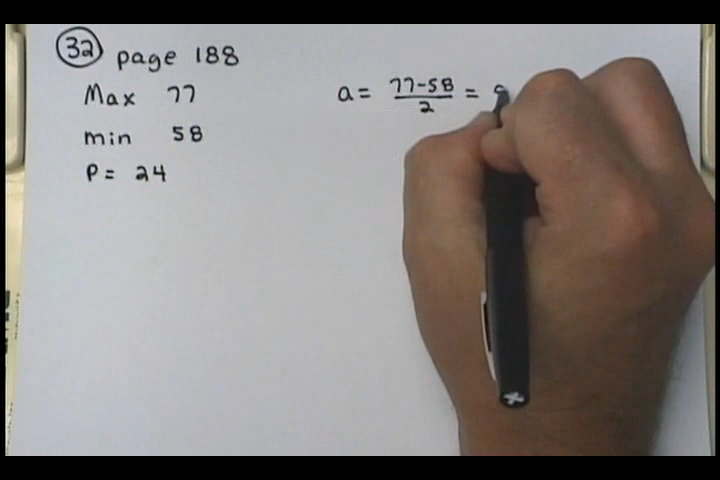 32 page 188
Max 77
min 58
P = 24
a = 77-58 / 2 =